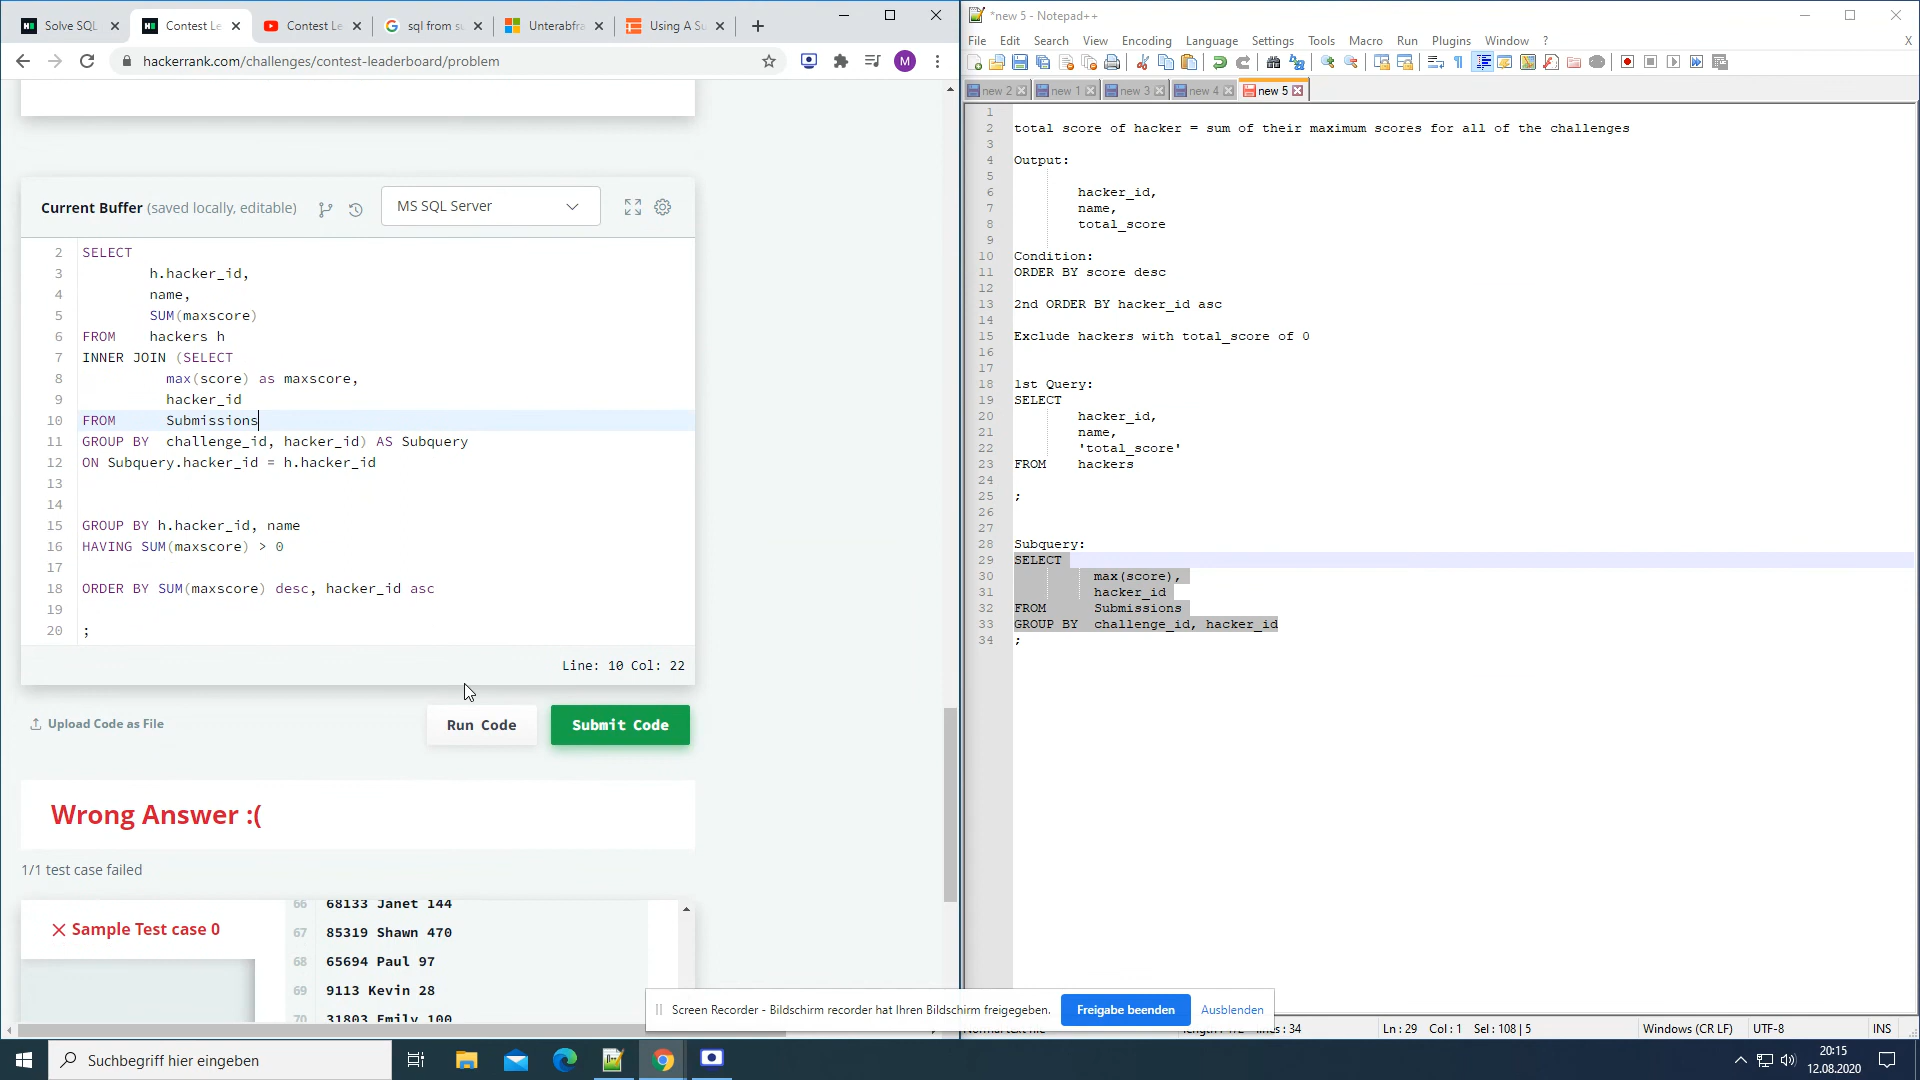 Solve SQL
Contest Le
Contest Le
sql from su
Unterabfra
Using A Su
hackerrank.com/challenges/contest-leaderboard/problem
M
Current Buffer (saved locally, editable)
MS SQL Server
2 SELECT
3 h.hacker_id,
4 name,
5 SUM(maxscore)
6 FROM hackers h
7 INNER JOIN (SELECT
8 max(score) as maxscore,
9 hacker_id
10 FROM Submissions
11 GROUP BY challenge_id, hacker_id) AS Subquery
12 ON Subquery.hacker_id = h.hacker_id
13
14
15 GROUP BY h.hacker_id, name
16 HAVING SUM(maxscore) > 0
17
18 ORDER BY SUM(maxscore) desc, hacker_id asc
19
20 ;
Line: 10 Col: 22
Upload Code as File
Run Code
Submit Code
Wrong Answer :(
1/1 test case failed
Sample Test case 0
66 68133 Janet 144
67 85319 Shawn 470
68 65694 Paul 97
69 9113 Kevin 28
70 31803 Emily 100
*new 5 - Notepad++
File Edit Search View Encoding Language Settings Tools Macro Run Plugins Window ? X
new 2 new 1 new 3 new 4 new 5
1
2 total score of hacker = sum of their maximum scores for all of the challenges
3
4 Output:
5
6 hacker_id,
7 name,
8 total_score
9
10 Condition:
11 ORDER BY score desc
12
13 2nd ORDER BY hacker_id asc
14
15 Exclude hackers with total_score of 0
16
17
18 1st Query:
19 SELECT
20 hacker_id,
21 name,
22 'total_score'
23 FROM hackers
24
25 ;
26
27
28 Subquery:
29 SELECT
30 max(score),
31 hacker_id
32 FROM Submissions
33 GROUP BY challenge_id, hacker_id
34 ;
Screen Recorder - Bildschirm recorder hat Ihren Bildschirm freigegeben.
Freigabe beenden
Ausblenden
lines : 34
Ln : 29 Col : 1 Sel : 108 | 5
Windows (CR LF)
UTF-8
INS
Suchbegriff hier eingeben
20:15
12.08.2020